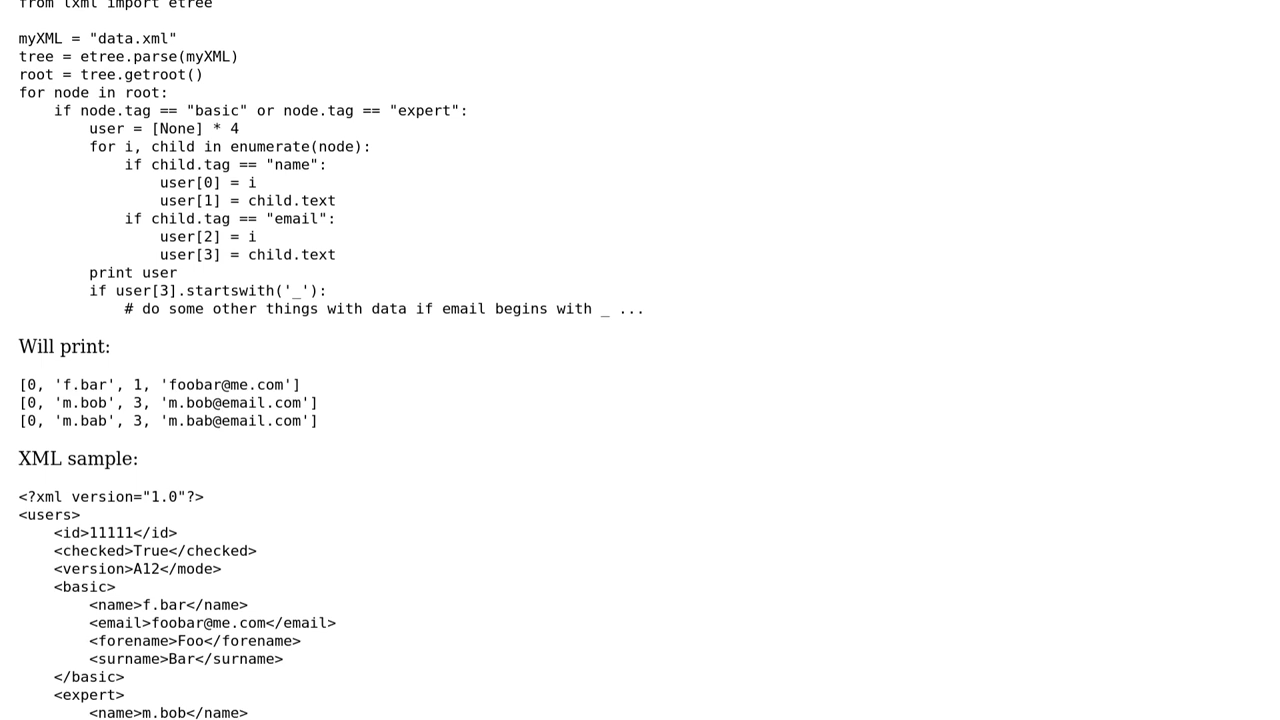 from lxml import etree
myXML = "data.xml"
tree = etree.parse(myXML)
root = tree.getroot()
for node in root:
    if node.tag == "basic" or node.tag == "expert":
        user = [None] * 4
        for i, child in enumerate(node):
            if child.tag == "name":
                user[0] = i
                user[1] = child.text
            if child.tag == "email":
                user[2] = i
                user[3] = child.text
        print user
        if user[3].startswith('_'):
            # do some other things with data if email begins with _ ...
Will print:
[0, 'f.bar', 1, 'foobar@me.com']
[0, 'm.bob', 3, 'm.bob@email.com']
[0, 'm.bab', 3, 'm.bab@email.com']
XML sample:
<?xml version="1.0"?>
<users>
    <id>11111</id>
    <checked>True</checked>
    <version>A12</mode>
    <basic>
        <name>f.bar</name>
        <email>foobar@me.com</email>
        <forename>Foo</forename>
        <surname>Bar</surname>
    </basic>
    <expert>
        <name>m.bob</name>